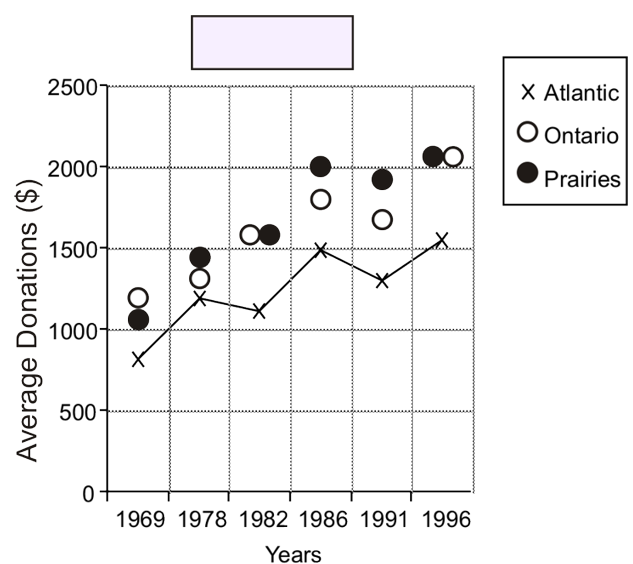 2500
2000
1500
1000
500
0
Average Donations ($)
1969 1978 1982 1986 1991 1996
Years
Atlantic
Ontario
Prairies